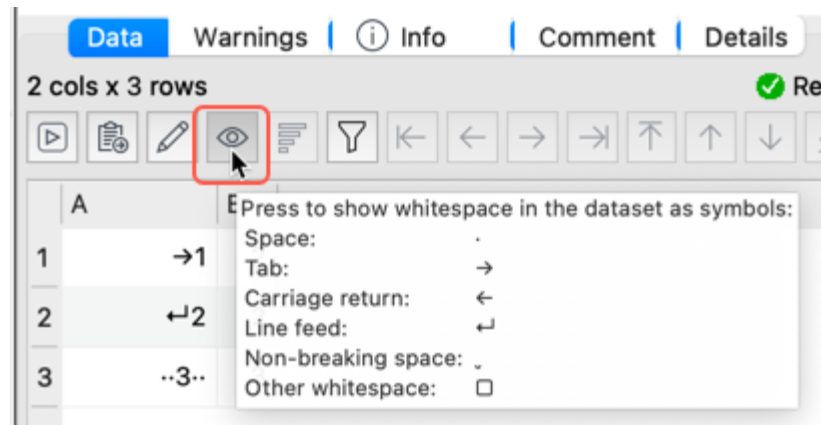 Data Warnings Info Comment Details
2 cols x 3 rows Re
A
Press to show whitespace in the dataset as symbols:
Space: ·
1 →1
Tab: →
Carriage return: ←
2 ↵2
Line feed: ↵
Non-breaking space: ˬ
3 ··3··
Other whitespace: ▢